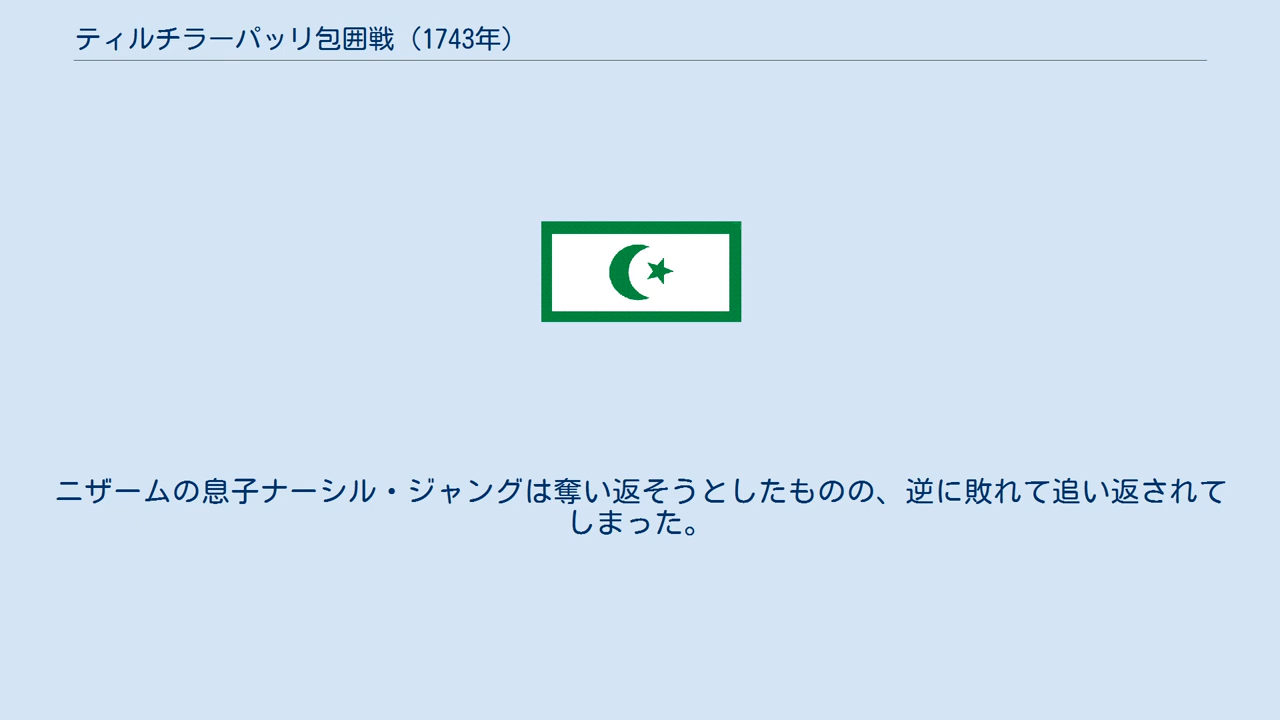 ティルチラーパッリ包囲戦（1743年）
ニザームの息子ナーシル・ジャングは奪い返そうとしたものの、逆に敗れて追い返されて
しまった。